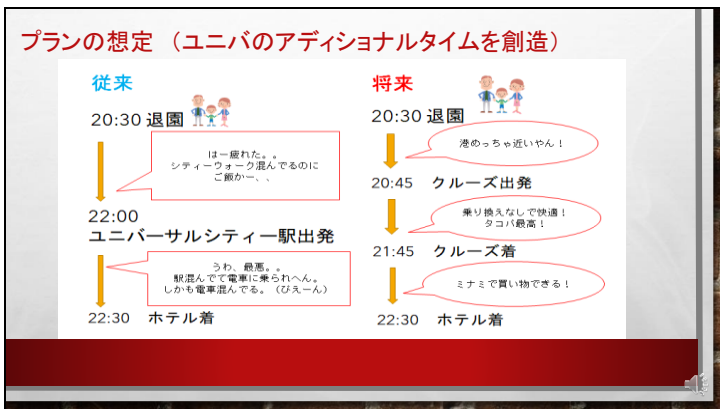 プランの想定 （ユニバのアディショナルタイムを創造）
従来
20:30 退園
はー疲れた。。
シティーウォーク混んでるのに
ご飯かー、、
22:00
ユニバーサルシティー駅出発
うわ、最悪。。
駅混んでて電車に乗られへん。
しかも電車混んでる。（ぴえーん）
22:30 ホテル着
将来
20:30 退園
港めっちゃ近いやん！
20:45 クルーズ出発
乗り換えなしで快適！
タコパ最高！
21:45 クルーズ着
ミナミで買い物できる！
22:30 ホテル着